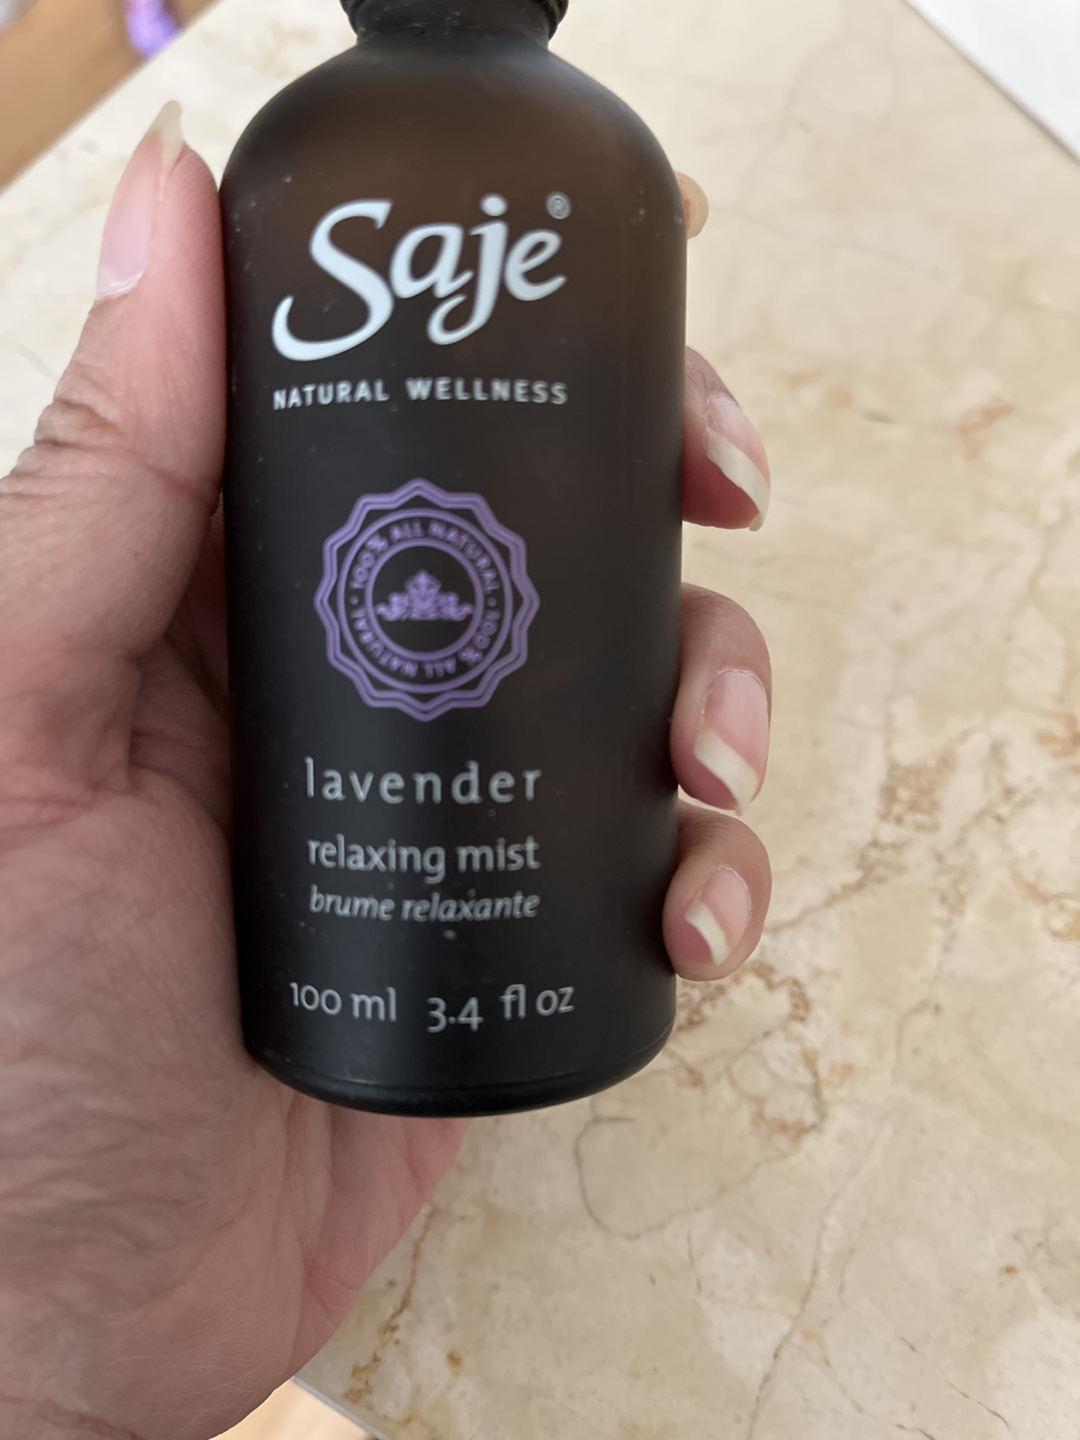 Saje®
NATURAL WELLNESS
100% ALL NATURAL · 100% ALL NATURAL ·
lavender
relaxing mist
brume relaxante
100 ml 3.4 fl oz